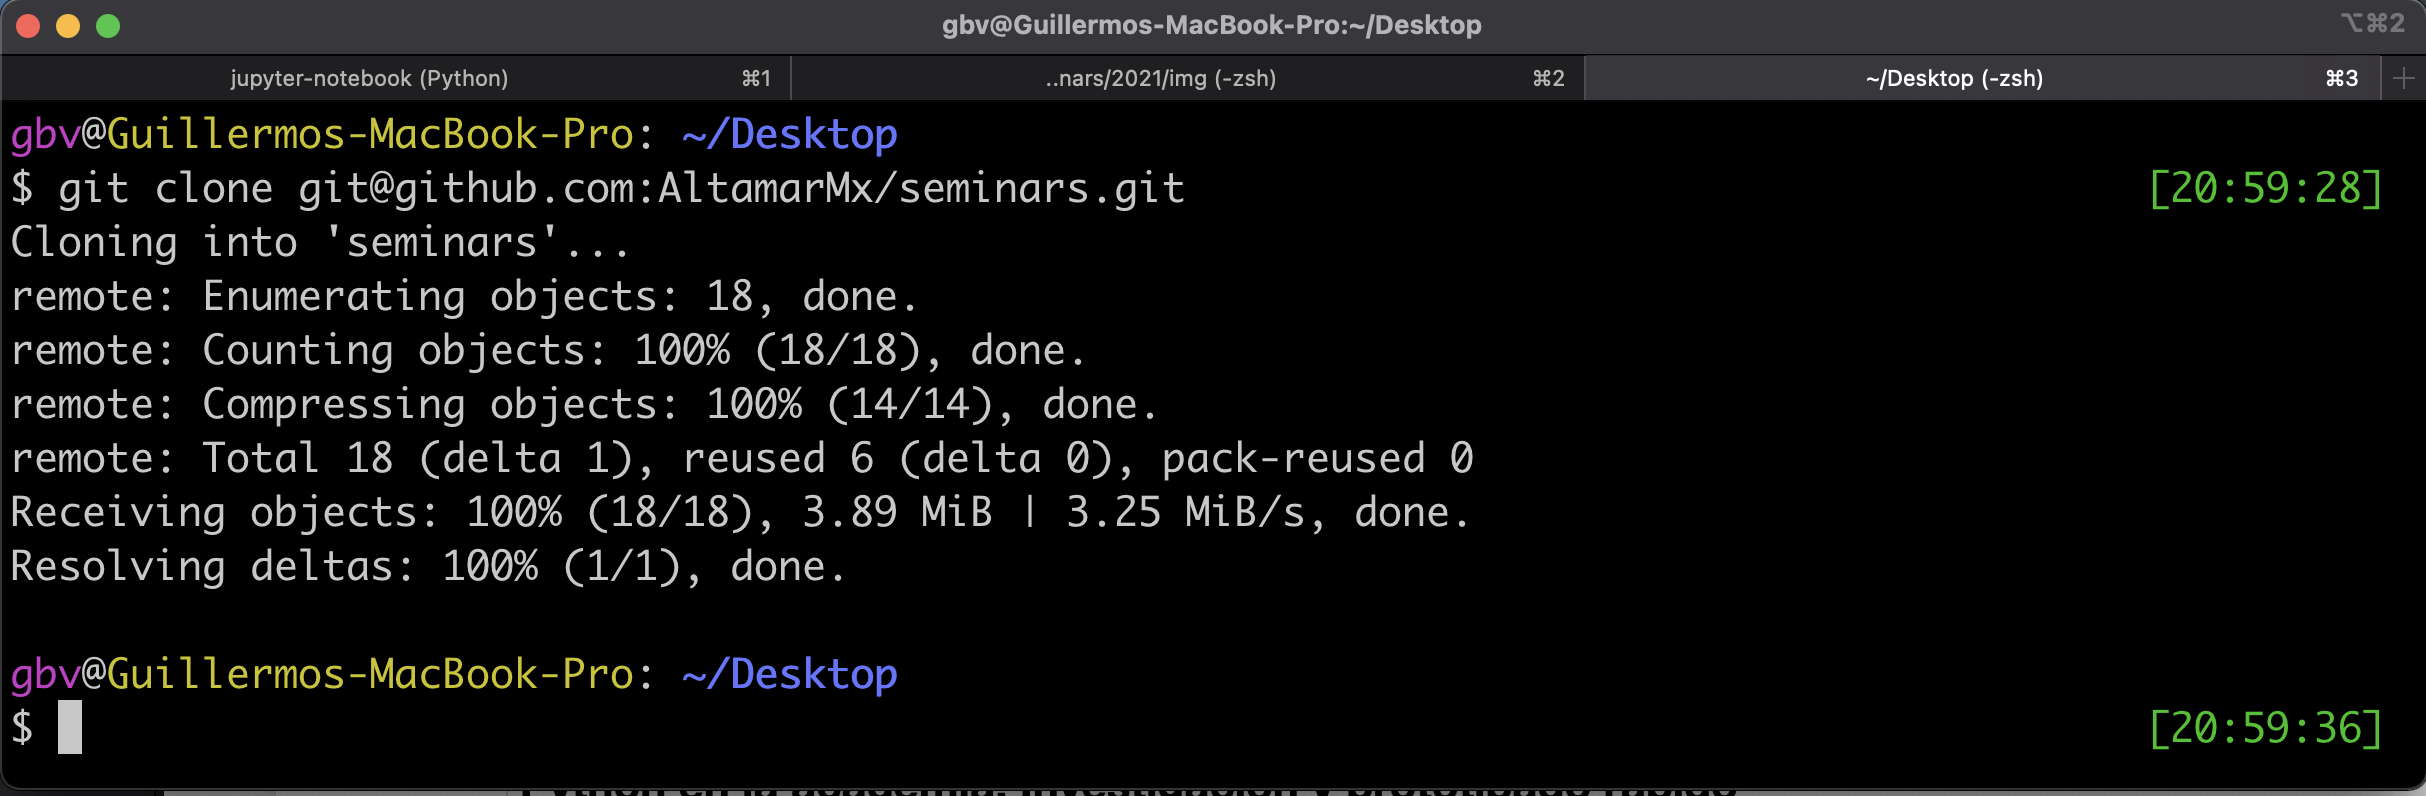 gbv@Guillermos-MacBook-Pro:~/Desktop ⌥⌘2
jupyter-notebook (Python) ⌘1 ..nars/2021/img (-zsh) ⌘2 ~/Desktop (-zsh) ⌘3 +
gbv@Guillermos-MacBook-Pro: ~/Desktop
$ git clone git@github.com:AltamarMx/seminars.git [20:59:28]
Cloning into 'seminars'...
remote: Enumerating objects: 18, done.
remote: Counting objects: 100% (18/18), done.
remote: Compressing objects: 100% (14/14), done.
remote: Total 18 (delta 1), reused 6 (delta 0), pack-reused 0
Receiving objects: 100% (18/18), 3.89 MiB | 3.25 MiB/s, done.
Resolving deltas: 100% (1/1), done.
gbv@Guillermos-MacBook-Pro: ~/Desktop
$ [20:59:36]